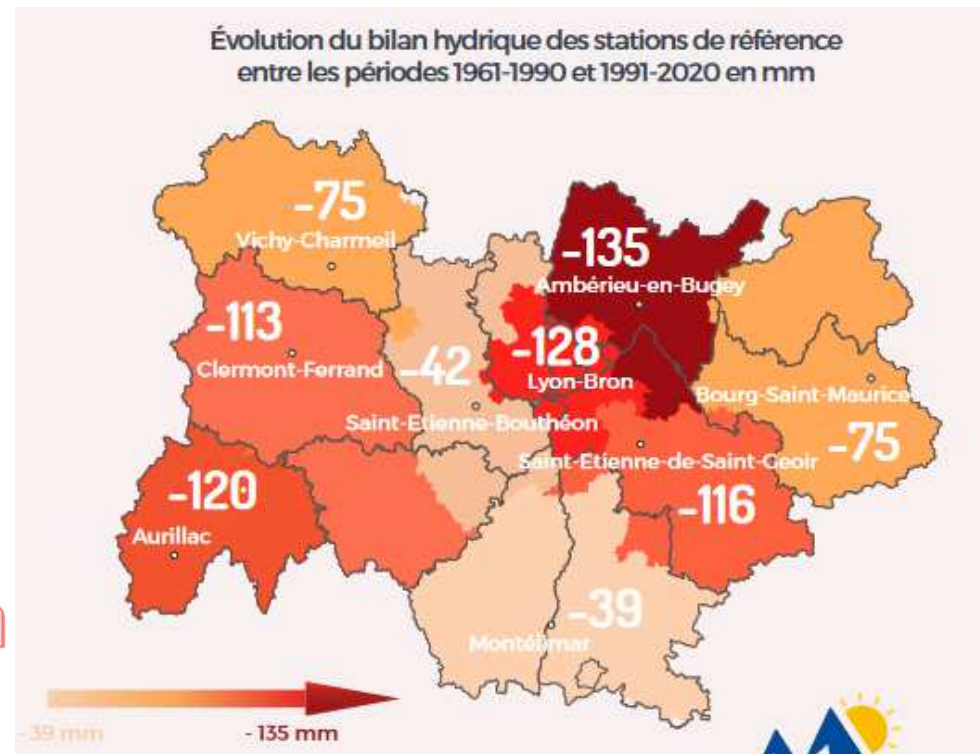 Évolution du bilan hydrique des stations de référence
entre les périodes 1961-1990 et 1991-2020 en mm
-75
Vichy-Charmeil
-135
Ambérieu-en-Bugey
-113
Clermont-Ferrand
-42
Saint-Etienne-Bouthéon
-128
Lyon-Bron
Bourg-Saint-Maurice
-75
Saint-Etienne-de-Saint-Geoir
-116
-120
Aurillac
-39
Montélimar
- 39 mm
- 135 mm